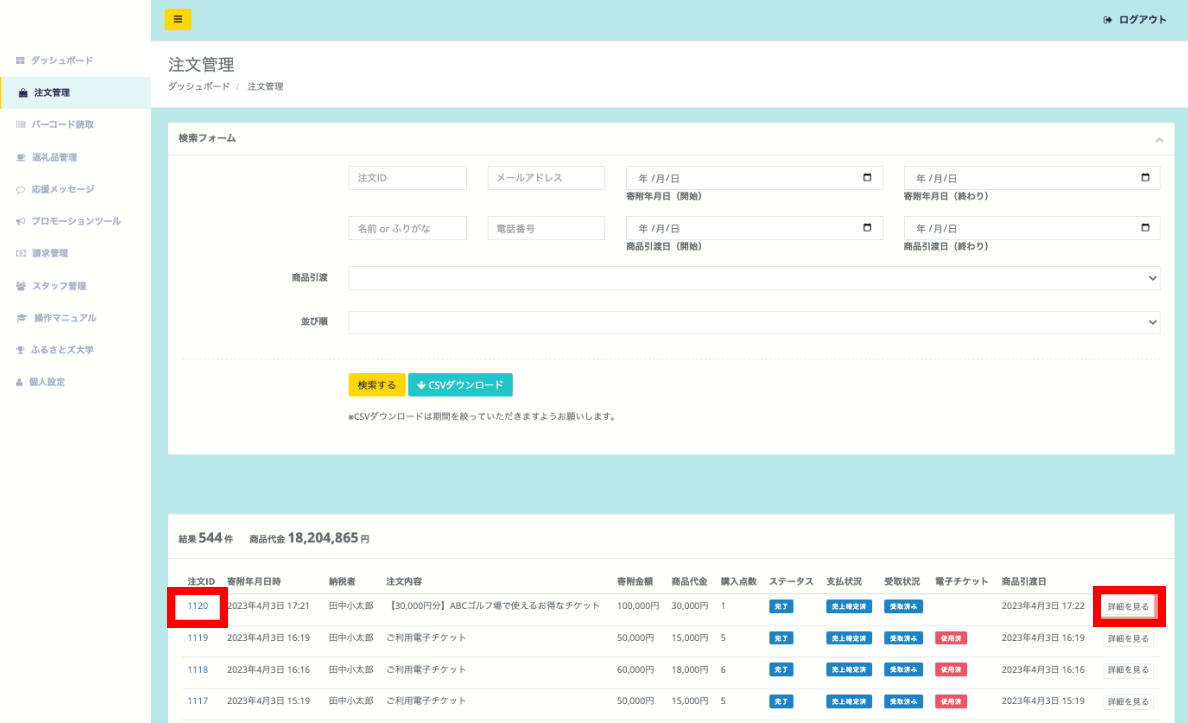 ログアウト
ダッシュボード
注文管理
バーコード読取
返礼品管理
応援メッセージ
プロモーションツール
請求管理
スタッフ管理
操作マニュアル
ふるさとズ大学
個人設定
注文管理
ダッシュボード / 注文管理
検索フォーム
注文ID メールアドレス 年 /月/日 年 /月/日
寄附年月日（開始） 寄附年月日（終わり）
名前 or ふりがな 電話番号 年 /月/日 年 /月/日
商品引渡日（開始） 商品引渡日（終わり）
商品引渡
並び順
検索する CSVダウンロード
※CSVダウンロードは期間を絞っていただきますようお願いします。
結果 544 件 商品代金 18,204,865 円
注文ID 寄附年月日時 納税者 注文内容 寄附金額 商品代金 購入点数 ステータス 支払状況 受取状況 電子チケット 商品引渡日
1120 2023年4月3日 17:21 田中小太郎 【30,000円分】ABCゴルフ場で使えるお得なチケット 100,000円 30,000円 1 完了 売上確定済 受取済み 2023年4月3日 17:22 詳細を見る
1119 2023年4月3日 16:19 田中小太郎 ご利用電子チケット 50,000円 15,000円 5 完了 売上確定済 受取済み 使用済 2023年4月3日 16:19 詳細を見る
1118 2023年4月3日 16:16 田中小太郎 ご利用電子チケット 60,000円 18,000円 6 完了 売上確定済 受取済み 使用済 2023年4月3日 16:16 詳細を見る
1117 2023年4月3日 15:19 田中小太郎 ご利用電子チケット 50,000円 15,000円 5 完了 売上確定済 受取済み 使用済 2023年4月3日 15:19 詳細を見る